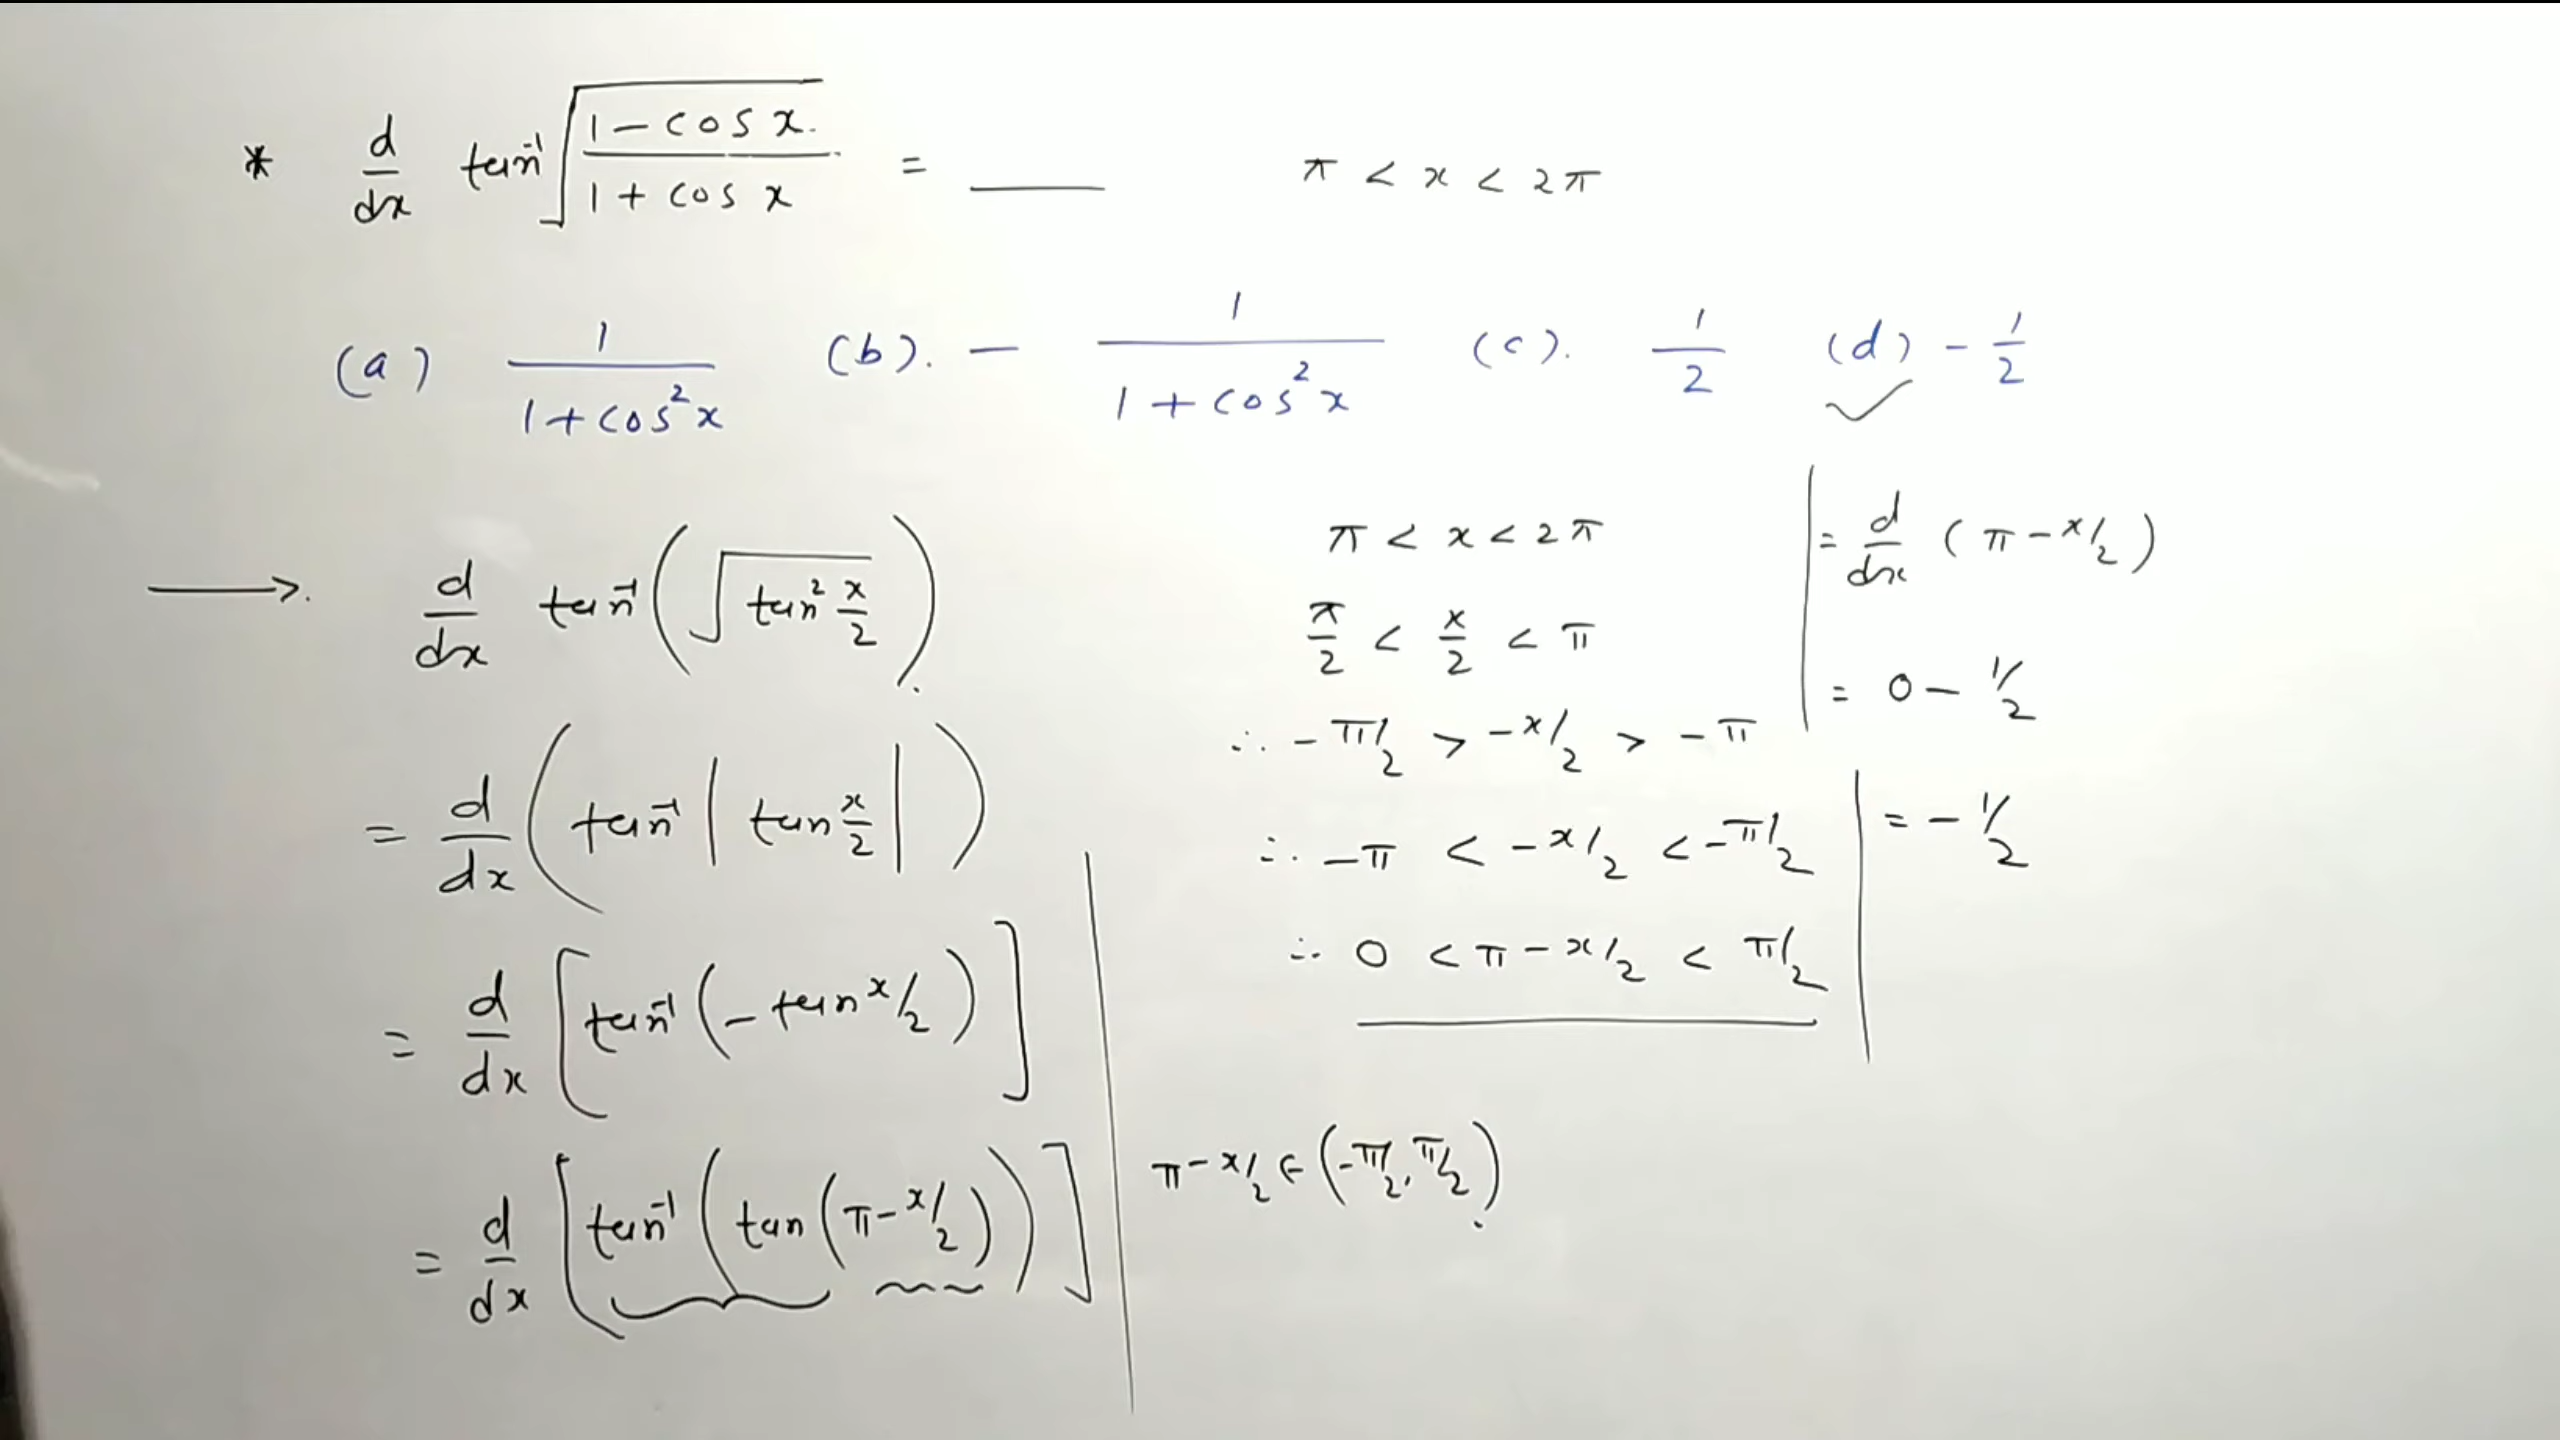 * d/dx tan⁻¹ √((1 - cos x)/(1 + cos x)) = ____ π < x < 2π
(a) 1/(1 + cos²x) (b). - 1/(1 + cos²x) (c). 1/2 (d) - 1/2 ✓
→. d/dx tan⁻¹(√(tan² x/2)).
= d/dx (tan⁻¹ | tan x/2 |)
= d/dx [tan⁻¹(- tan x/2)]
= d/dx [tan⁻¹(tan(π - x/2))]
π < x < 2π
π/2 < x/2 < π
∴ - π/2 > - x/2 > - π
∴ - π < - x/2 < - π/2
∴ 0 < π - x/2 < π/2
π - x/2 ∈ (-π/2, π/2).
= d/dx (π - x/2)
= 0 - 1/2
= - 1/2